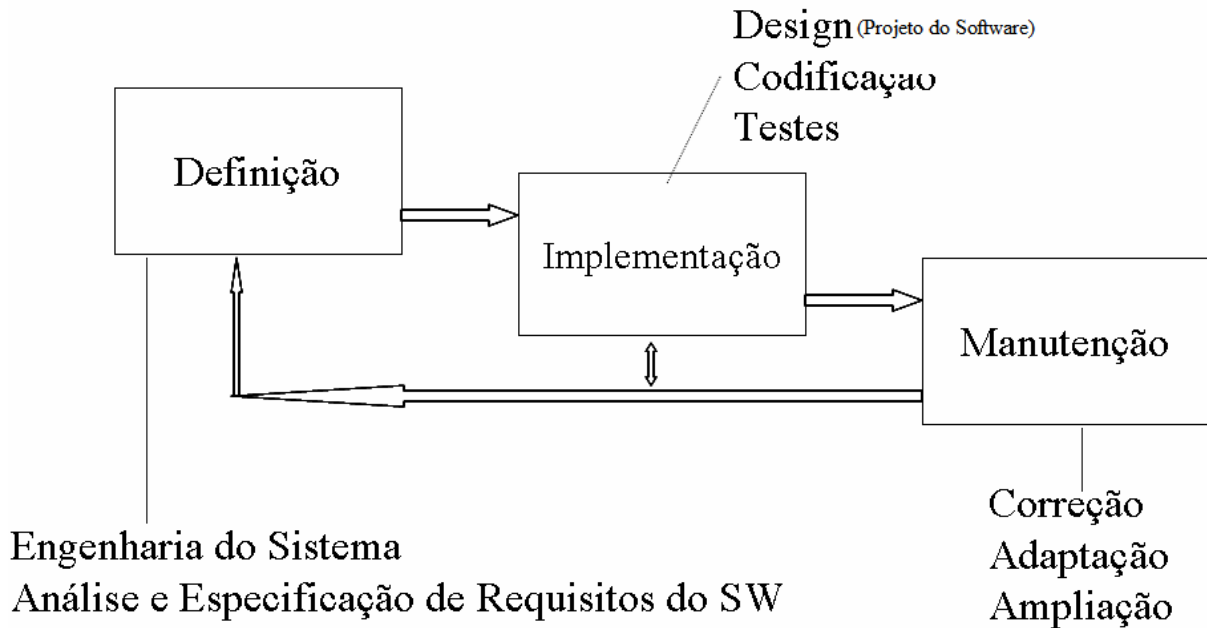 Design (Projeto do Software)
Codificação
Testes
Definição
Implementação
Manutenção
Engenharia do Sistema
Análise e Especificação de Requisitos do SW
Correção
Adaptação
Ampliação